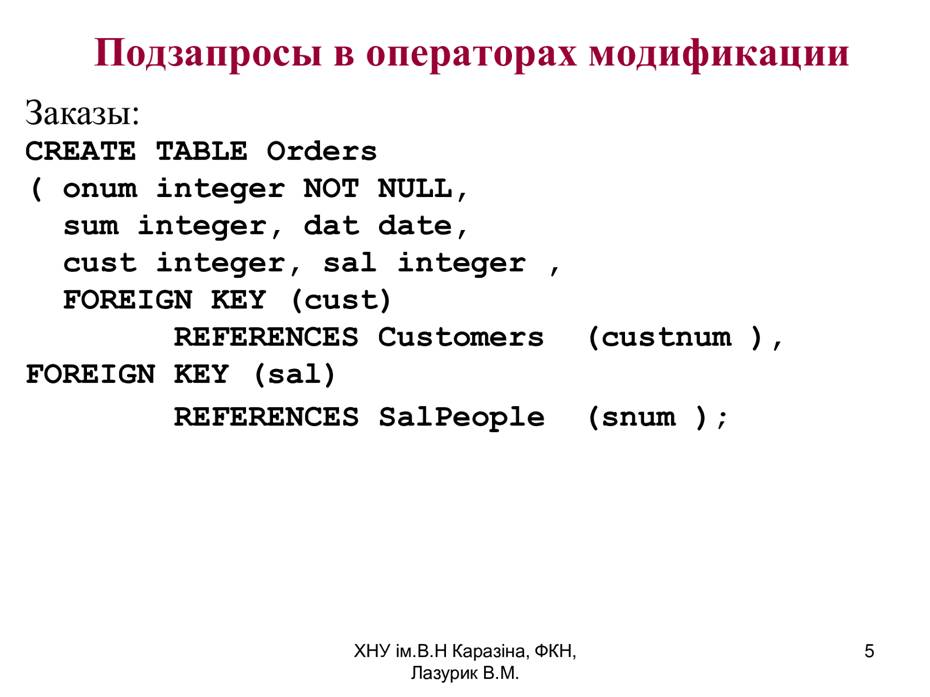 Подзапросы в операторах модификации
Заказы:
CREATE TABLE Orders
( onum integer NOT NULL,
sum integer, dat date,
cust integer, sal integer ,
FOREIGN KEY (cust)
REFERENCES Customers (custnum ),
FOREIGN KEY (sal)
REFERENCES SalPeople (snum );
ХНУ ім.В.Н Каразіна, ФКН,
Лазурик В.М.
5